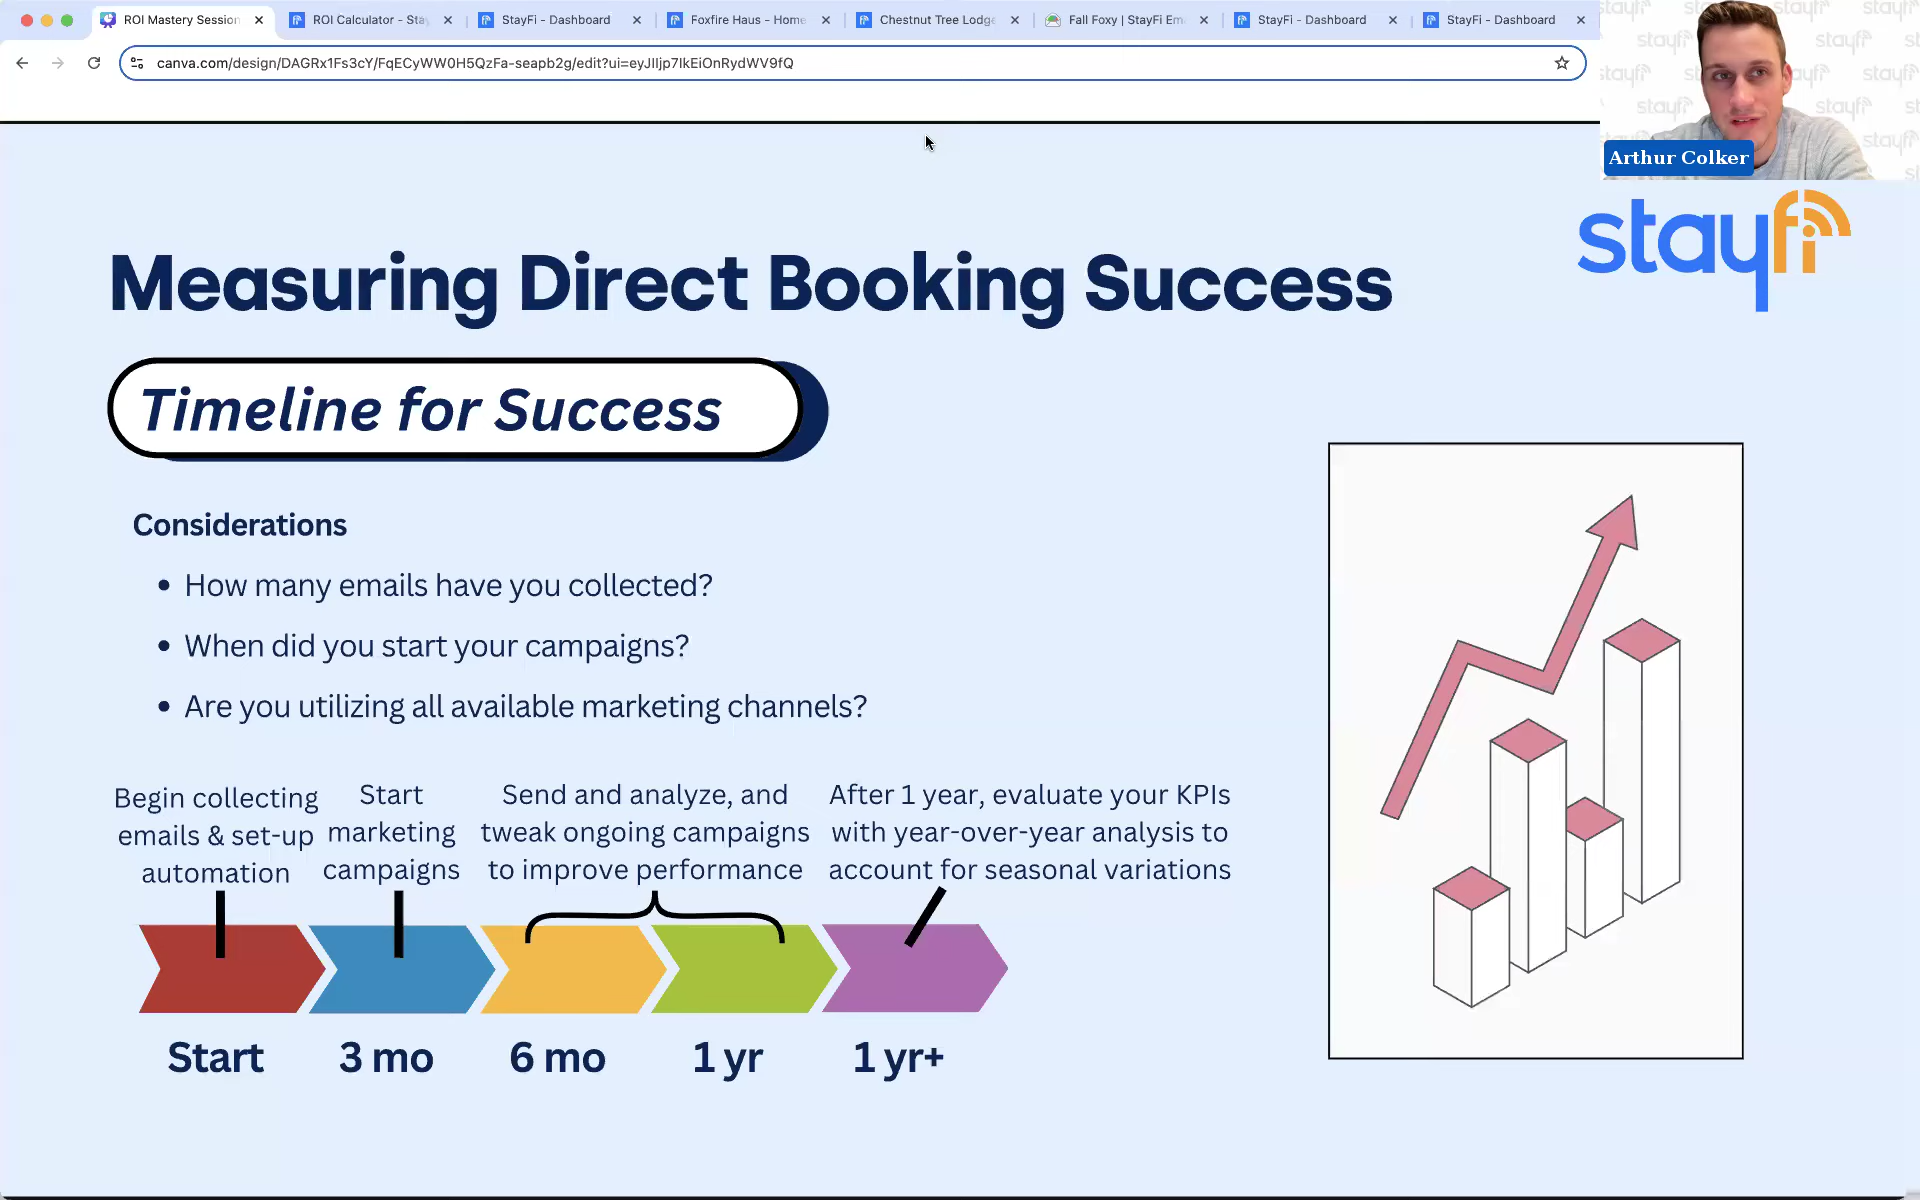 ROI Mastery Session
ROI Calculator - Stay
StayFi - Dashboard
Foxfire Haus - Home
Chestnut Tree Lodge
Fall Foxy | StayFi Em
StayFi - Dashboard
StayFi - Dashboard
canva.com/design/DAGRx1Fs3cY/FqECyWW0H5QzFa-seapb2g/edit?ui=eyJIIjp7IkEiOnRydWV9fQ
Arthur Colker
stayfi
Measuring Direct Booking Success
Timeline for Success
Considerations
• How many emails have you collected?
• When did you start your campaigns?
• Are you utilizing all available marketing channels?
Begin collecting
emails & set-up
automation
Start
marketing
campaigns
Send and analyze, and
tweak ongoing campaigns
to improve performance
After 1 year, evaluate your KPIs
with year-over-year analysis to
account for seasonal variations
Start
3 mo
6 mo
1 yr
1 yr+